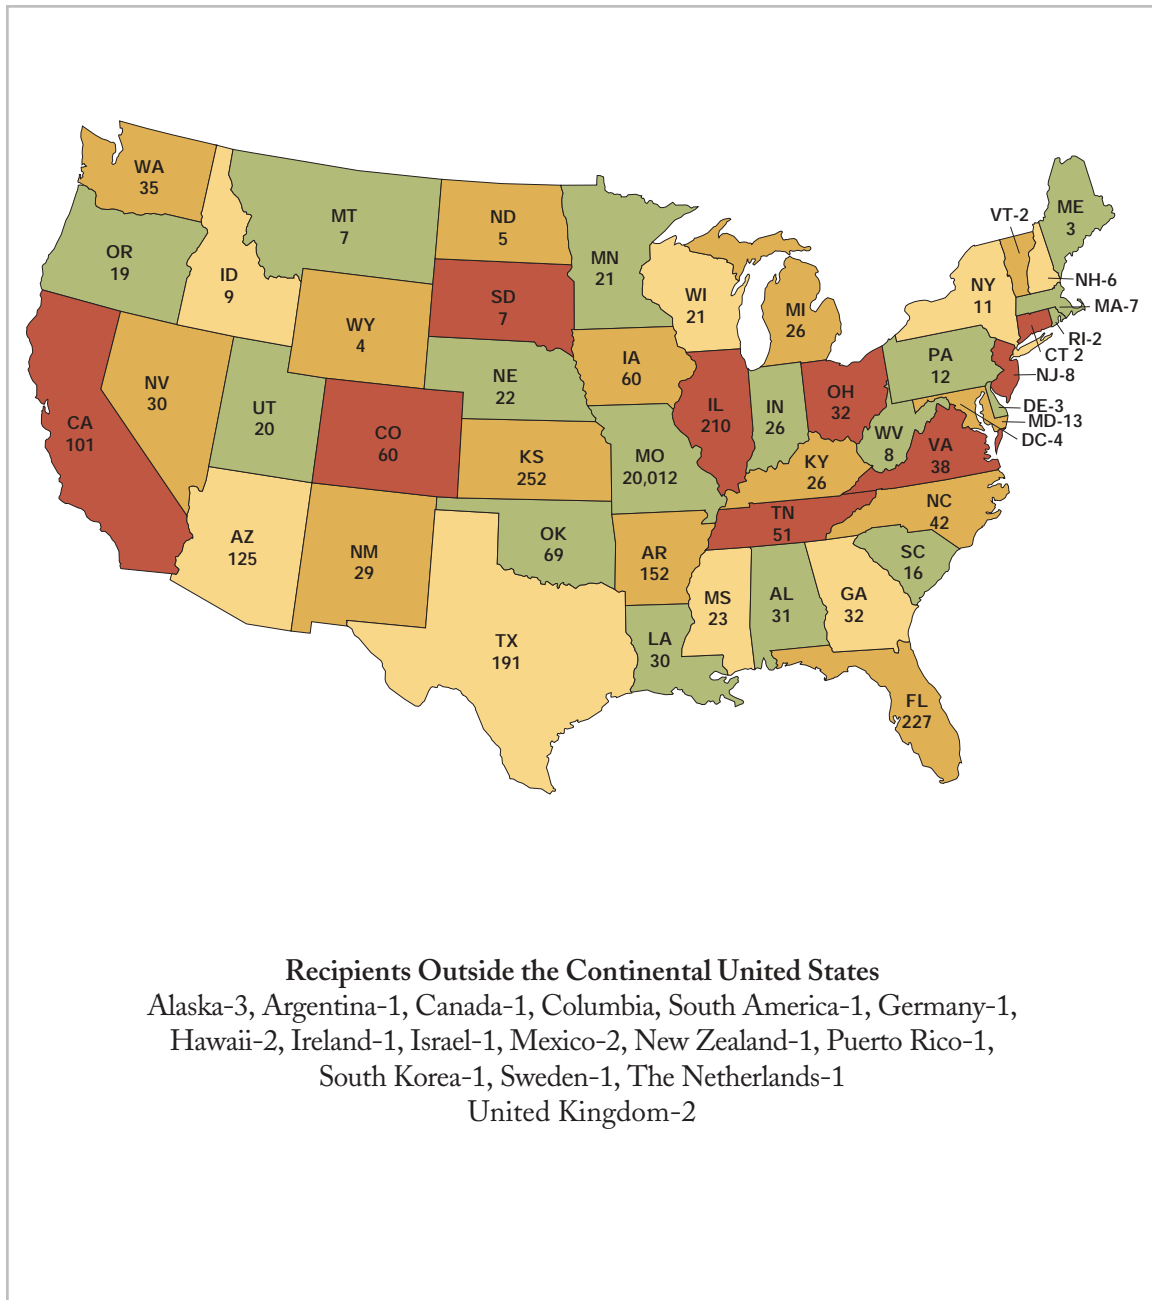 WA
35
MT
7
ND
5
MN
21
OR
19
ID
9
SD
7
WI
21
MI
26
NY
11
VT-2
ME
3
NH-6
MA-7
RI-2
CT 2
NJ-8
DE-3
MD-13
DC-4
WY
4
IA
60
NE
22
PA
12
NV
30
UT
20
CA
101
CO
60
KS
252
MO
20,012
IL
210
IN
26
OH
32
WV
8
VA
38
KY
26
NC
42
TN
51
AZ
125
NM
29
OK
69
AR
152
SC
16
MS
23
AL
31
GA
32
TX
191
LA
30
FL
227
Recipients Outside the Continental United States
Alaska-3, Argentina-1, Canada-1, Columbia, South America-1, Germany-1,
Hawaii-2, Ireland-1, Israel-1, Mexico-2, New Zealand-1, Puerto Rico-1,
South Korea-1, Sweden-1, The Netherlands-1
United Kingdom-2